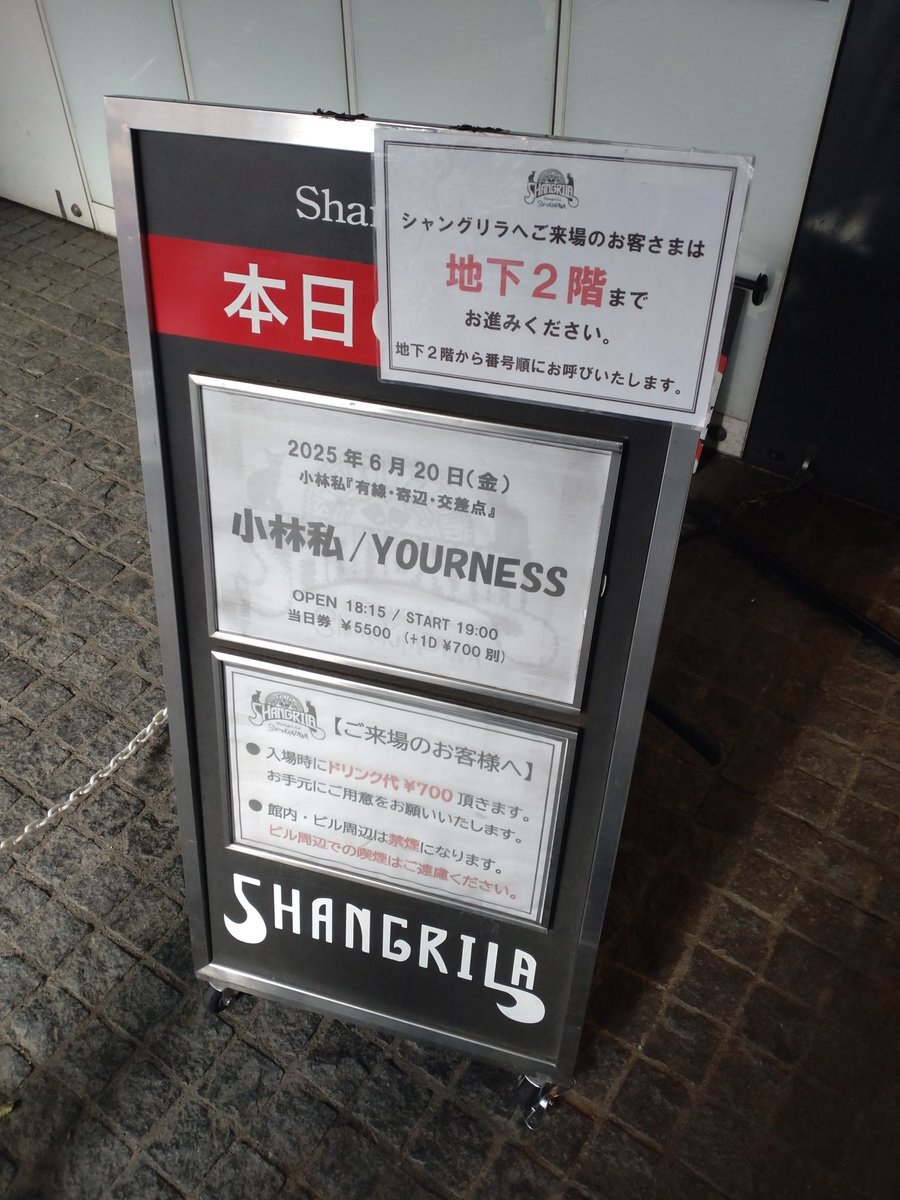 Shan
本日
SHANGRILA
シャングリラへご来場のお客さまは
地下２階まで
お進みください。
地下２階から番号順にお呼びいたします。
2025年6月20日(金)
小林私『有線・寄辺・交差点』
小林私/YOURNESS
OPEN 18:15 / START 19:00
当日券 ¥5500 (+1D ¥700 別)
SHANGRILA
【ご来場のお客様へ】
● 入場時にドリンク代¥700 頂きます。
お手元にご用意をお願いいたします。
● 館内・ビル周辺は禁煙になります。
ビル周辺での喫煙はご遠慮ください。
SHANGRILA